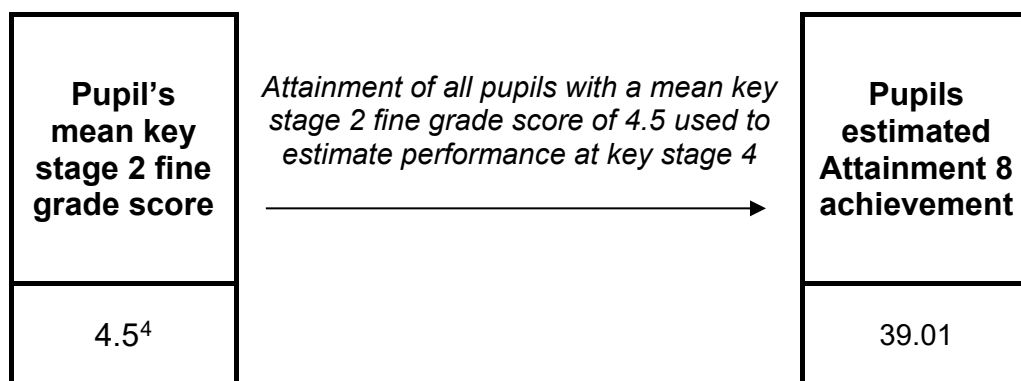 Pupil's
mean key
stage 2 fine
grade score
Attainment of all pupils with a mean key
stage 2 fine grade score of 4.5 used to
estimate performance at key stage 4
Pupils
estimated
Attainment 8
achievement
4.5⁴
39.01